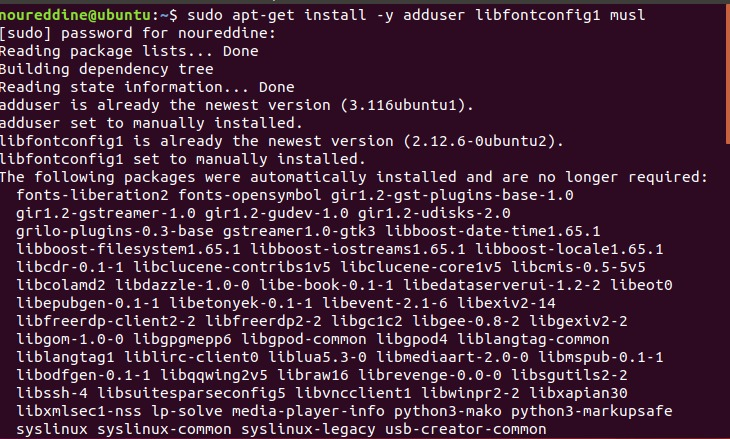 noureddine@ubuntu:~$ sudo apt-get install -y adduser libfontconfig1 musl
[sudo] password for noureddine:
Reading package lists... Done
Building dependency tree
Reading state information... Done
adduser is already the newest version (3.116ubuntu1).
adduser set to manually installed.
libfontconfig1 is already the newest version (2.12.6-0ubuntu2).
libfontconfig1 set to manually installed.
The following packages were automatically installed and are no longer required:
  fonts-liberation2 fonts-opensymbol gir1.2-gst-plugins-base-1.0
  gir1.2-gstreamer-1.0 gir1.2-gudev-1.0 gir1.2-udisks-2.0
  grilo-plugins-0.3-base gstreamer1.0-gtk3 libboost-date-time1.65.1
  libboost-filesystem1.65.1 libboost-iostreams1.65.1 libboost-locale1.65.1
  libcdr-0.1-1 libclucene-contribs1v5 libclucene-core1v5 libcmis-0.5-5v5
  libcolamd2 libdazzle-1.0-0 libe-book-0.1-1 libedataserverui-1.2-2 libeot0
  libepubgen-0.1-1 libetonyek-0.1-1 libevent-2.1-6 libexiv2-14
  libfreerdp-client2-2 libfreerdp2-2 libgc1c2 libgee-0.8-2 libgexiv2-2
  libgom-1.0-0 libgpgmepp6 libgpod-common libgpod4 liblangtag-common
  liblangtag1 liblirc-client0 liblua5.3-0 libmediaart-2.0-0 libmspub-0.1-1
  libodfgen-0.1-1 libqqwing2v5 libraw16 librevenge-0.0-0 libsgutils2-2
  libssh-4 libsuitesparseconfig5 libvncclient1 libwinpr2-2 libxapian30
  libxmlsec1-nss lp-solve media-player-info python3-mako python3-markupsafe
  syslinux syslinux-common syslinux-legacy usb-creator-common